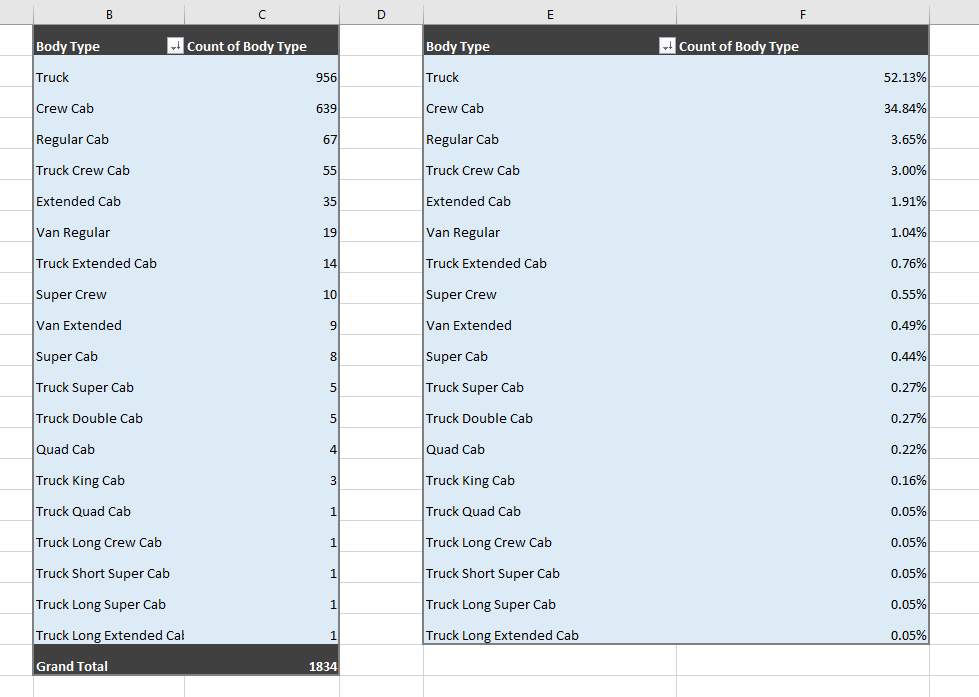 B C D E F
Body Type Count of Body Type Body Type Count of Body Type
Truck 956 Truck 52.13%
Crew Cab 639 Crew Cab 34.84%
Regular Cab 67 Regular Cab 3.65%
Truck Crew Cab 55 Truck Crew Cab 3.00%
Extended Cab 35 Extended Cab 1.91%
Van Regular 19 Van Regular 1.04%
Truck Extended Cab 14 Truck Extended Cab 0.76%
Super Crew 10 Super Crew 0.55%
Van Extended 9 Van Extended 0.49%
Super Cab 8 Super Cab 0.44%
Truck Super Cab 5 Truck Super Cab 0.27%
Truck Double Cab 5 Truck Double Cab 0.27%
Quad Cab 4 Quad Cab 0.22%
Truck King Cab 3 Truck King Cab 0.16%
Truck Quad Cab 1 Truck Quad Cab 0.05%
Truck Long Crew Cab 1 Truck Long Crew Cab 0.05%
Truck Short Super Cab 1 Truck Short Super Cab 0.05%
Truck Long Super Cab 1 Truck Long Super Cab 0.05%
Truck Long Extended Cab 1 Truck Long Extended Cab 0.05%
Grand Total 1834